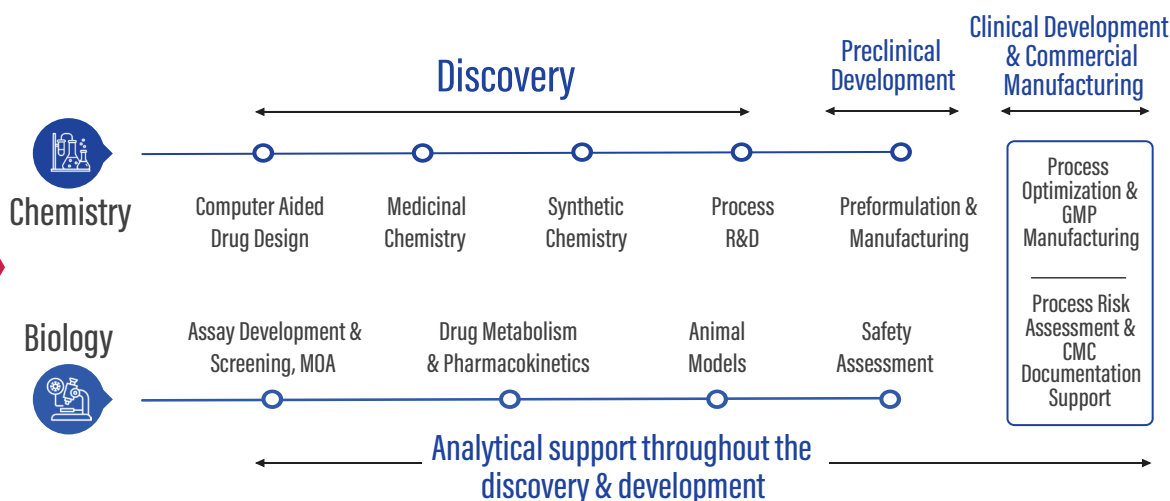 Discovery
Preclinical
Development
Clinical Development
& Commercial
Manufacturing
Chemistry
Computer Aided
Drug Design
Medicinal
Chemistry
Synthetic
Chemistry
Process
R&D
Preformulation &
Manufacturing
Process
Optimization &
GMP
Manufacturing
Process Risk
Assessment &
CMC
Documentation
Support
Biology
Assay Development &
Screening, MOA
Drug Metabolism
& Pharmacokinetics
Animal
Models
Safety
Assessment
Analytical support throughout the
discovery & development